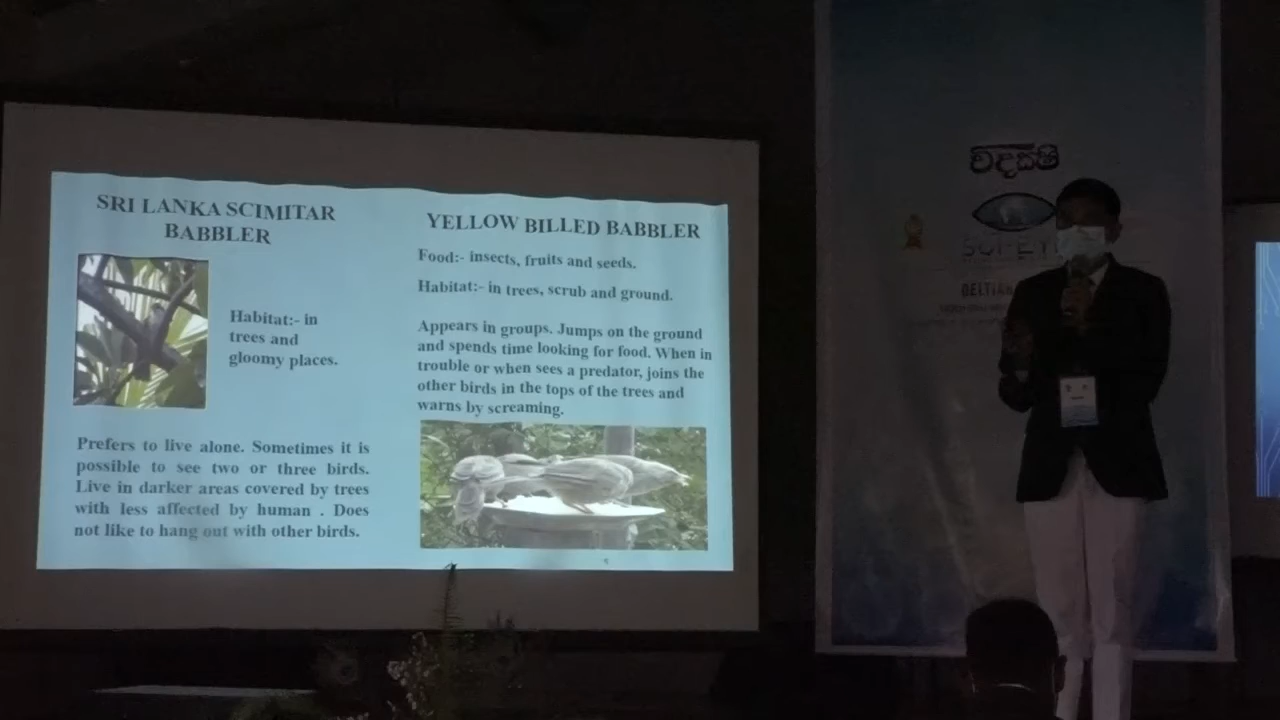 SRI LANKA SCIMITAR
BABBLER
Habitat:- in
trees and
gloomy places.
Prefers to live alone. Sometimes it is
possible to see two or three birds.
Live in darker areas covered by trees
with less affected by human . Does
not like to hang out with other birds.
YELLOW BILLED BABBLER
Food:- insects, fruits and seeds.
Habitat:- in trees, scrub and ground.
Appears in groups. Jumps on the ground
and spends time looking for food. When in
trouble or when sees a predator, joins the
other birds in the tops of the trees and
warns by screaming.
විදක්ෂි